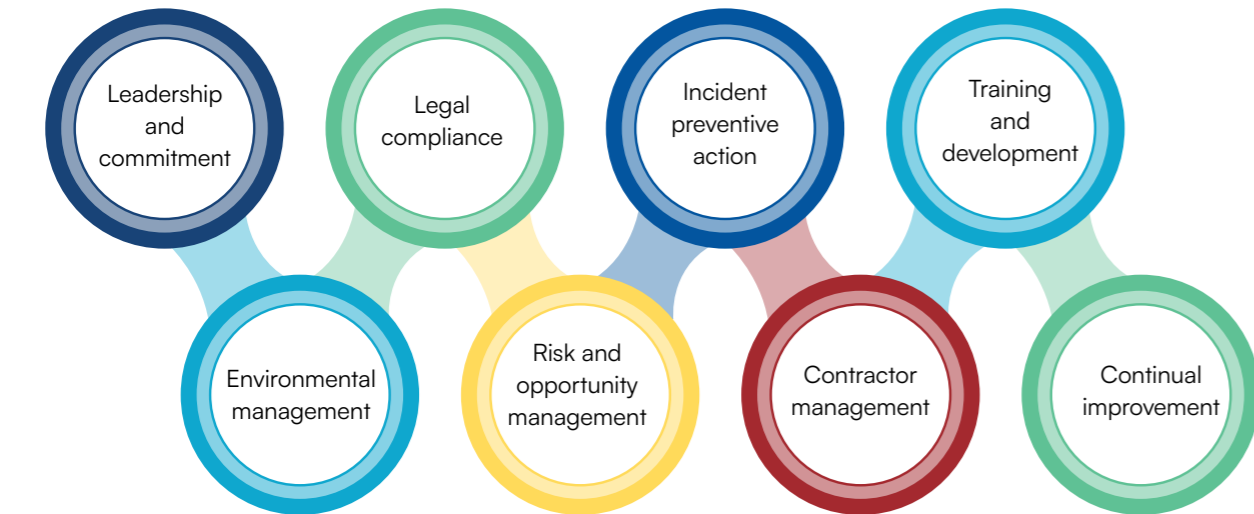 Leadership
and
commitment
Environmental
management
Legal
compliance
Risk and
opportunity
management
Incident
preventive
action
Contractor
management
Training
and
development
Continual
improvement